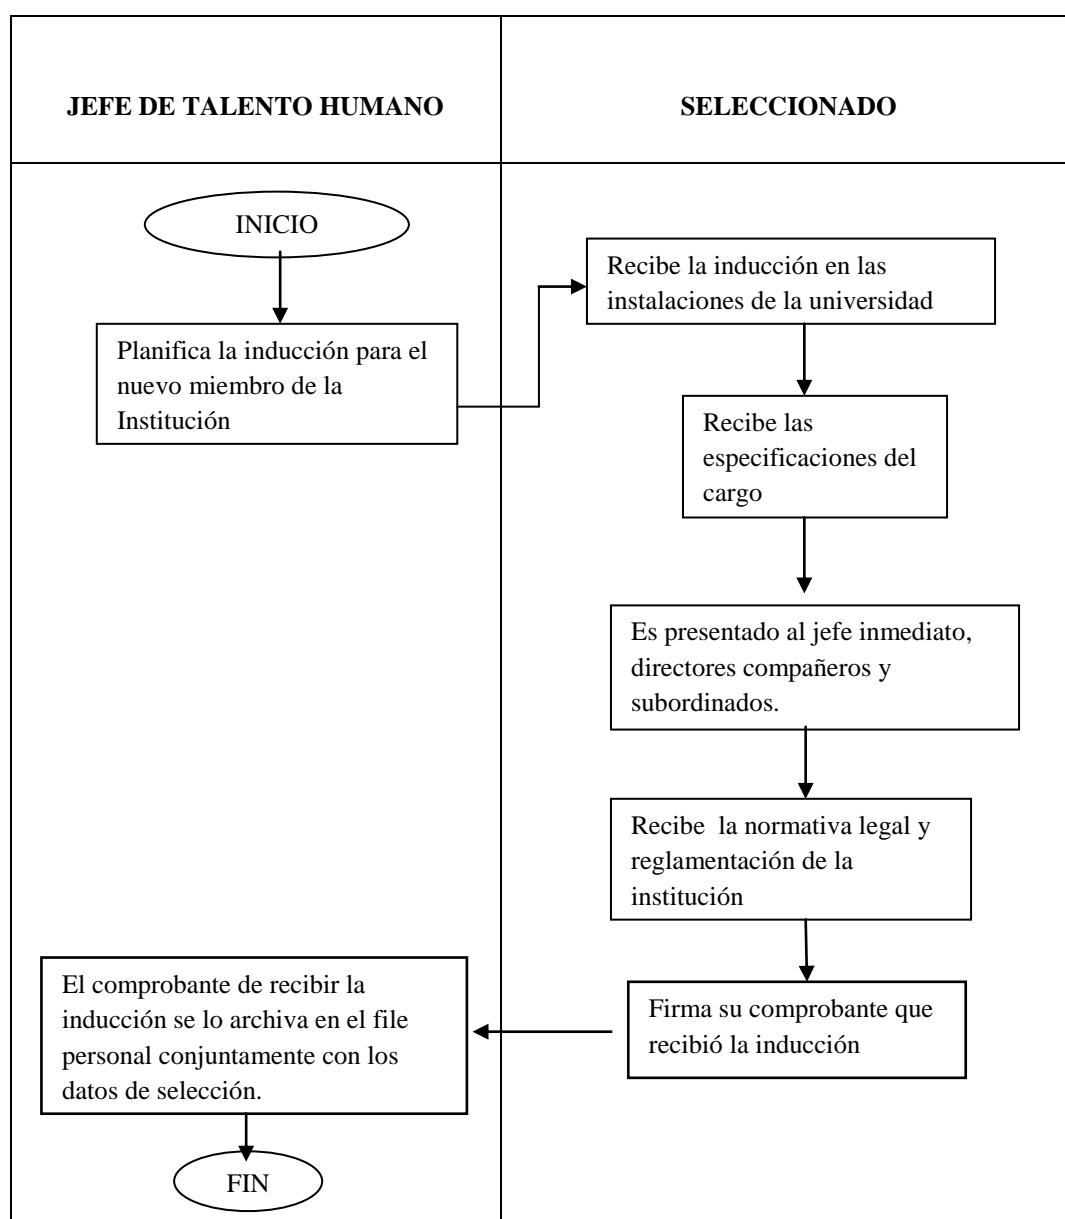 JEFE DE TALENTO HUMANO
SELECCIONADO
INICIO
Planifica la inducción para el
nuevo miembro de la
Institución
Recibe la inducción en las
instalaciones de la universidad
Recibe las
especificaciones del
cargo
Es presentado al jefe inmediato,
directores compañeros y
subordinados.
Recibe  la normativa legal y
reglamentación de la
institución
Firma su comprobante que
recibió la inducción
El comprobante de recibir la
inducción se lo archiva en el file
personal conjuntamente con los
datos de selección.
FIN